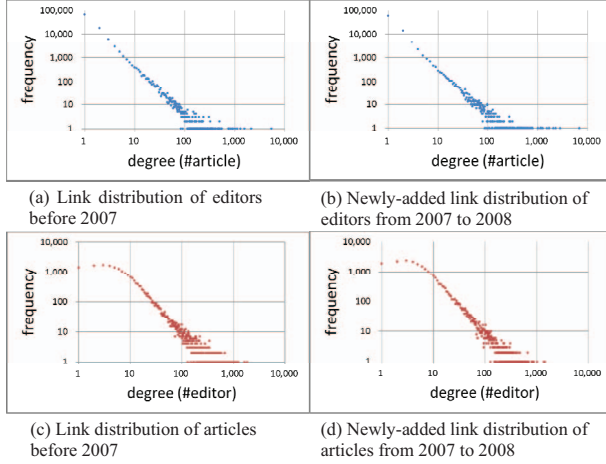 100,000
10,000
1,000
100
10
1
frequency
1 10 100 1,000 10,000
degree (#article)
(a) Link distribution of editors
before 2007
100,000
10,000
1,000
100
10
1
frequency
1 10 100 1,000 10,000
degree (#article)
(b) Newly-added link distribution of
editors from 2007 to 2008
10,000
1,000
100
10
1
frequency
1 10 100 1,000 10,000
degree (#editor)
(c) Link distribution of articles
before 2007
10,000
1,000
100
10
1
frequency
1 10 100 1,000 10,000
degree (#editor)
(d) Newly-added link distribution of
articles from 2007 to 2008